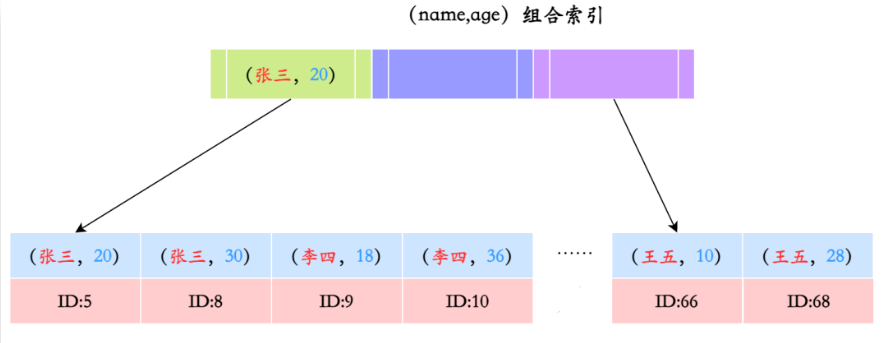 （name,age）组合索引
（张三，20）
（张三，20） （张三，30） （李四，18） （李四，36） …… （王五，10） （王五，28）
ID:5 ID:8 ID:9 ID:10 ID:66 ID:68